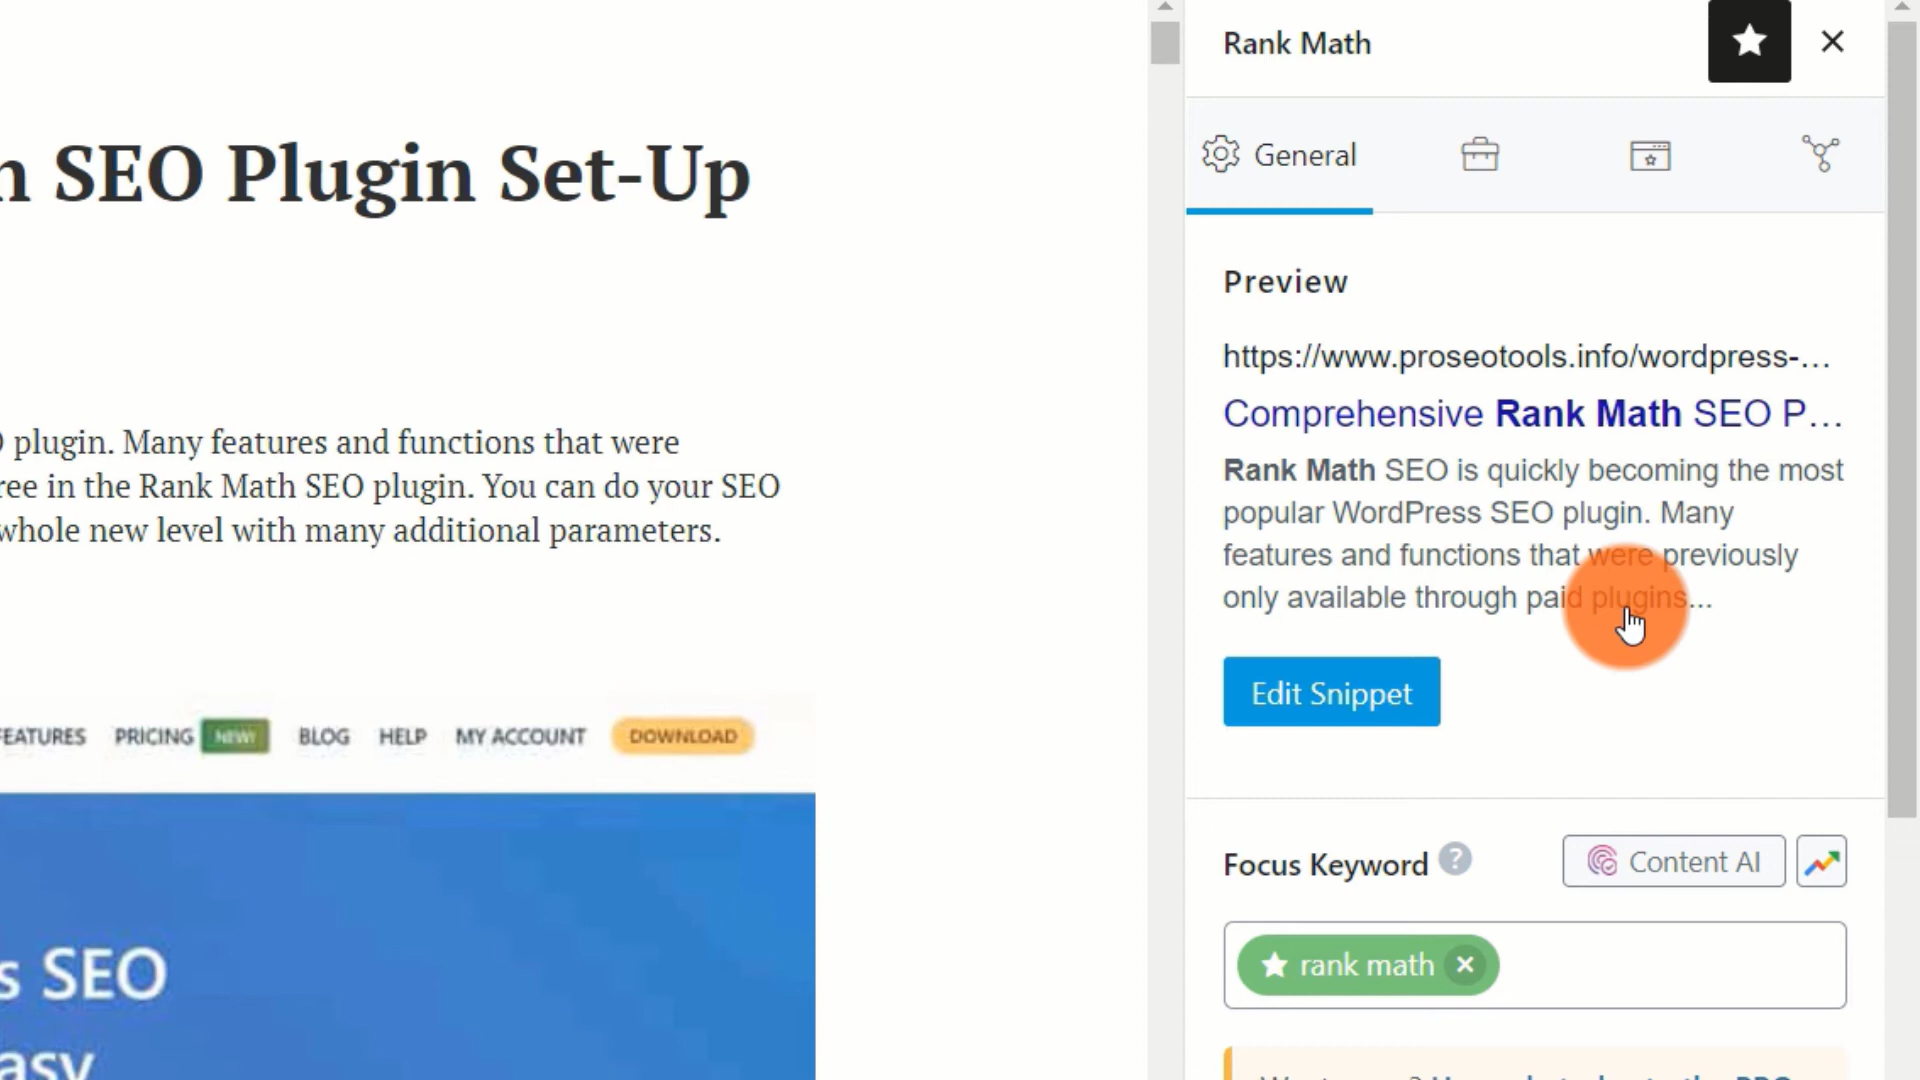 SEO Plugin Set-Up
plugin. Many features and functions that were
ree in the Rank Math SEO plugin. You can do your SEO
whole new level with many additional parameters.
FEATURES PRICING NEW! BLOG HELP MY ACCOUNT DOWNLOAD
s SEO
asy
Rank Math
General
Preview
https://www.proseotools.info/wordpress-...
Comprehensive Rank Math SEO P...
Rank Math SEO is quickly becoming the most
popular WordPress SEO plugin. Many
features and functions that were previously
only available through paid plugins...
Edit Snippet
Focus Keyword ? Content AI
rank math